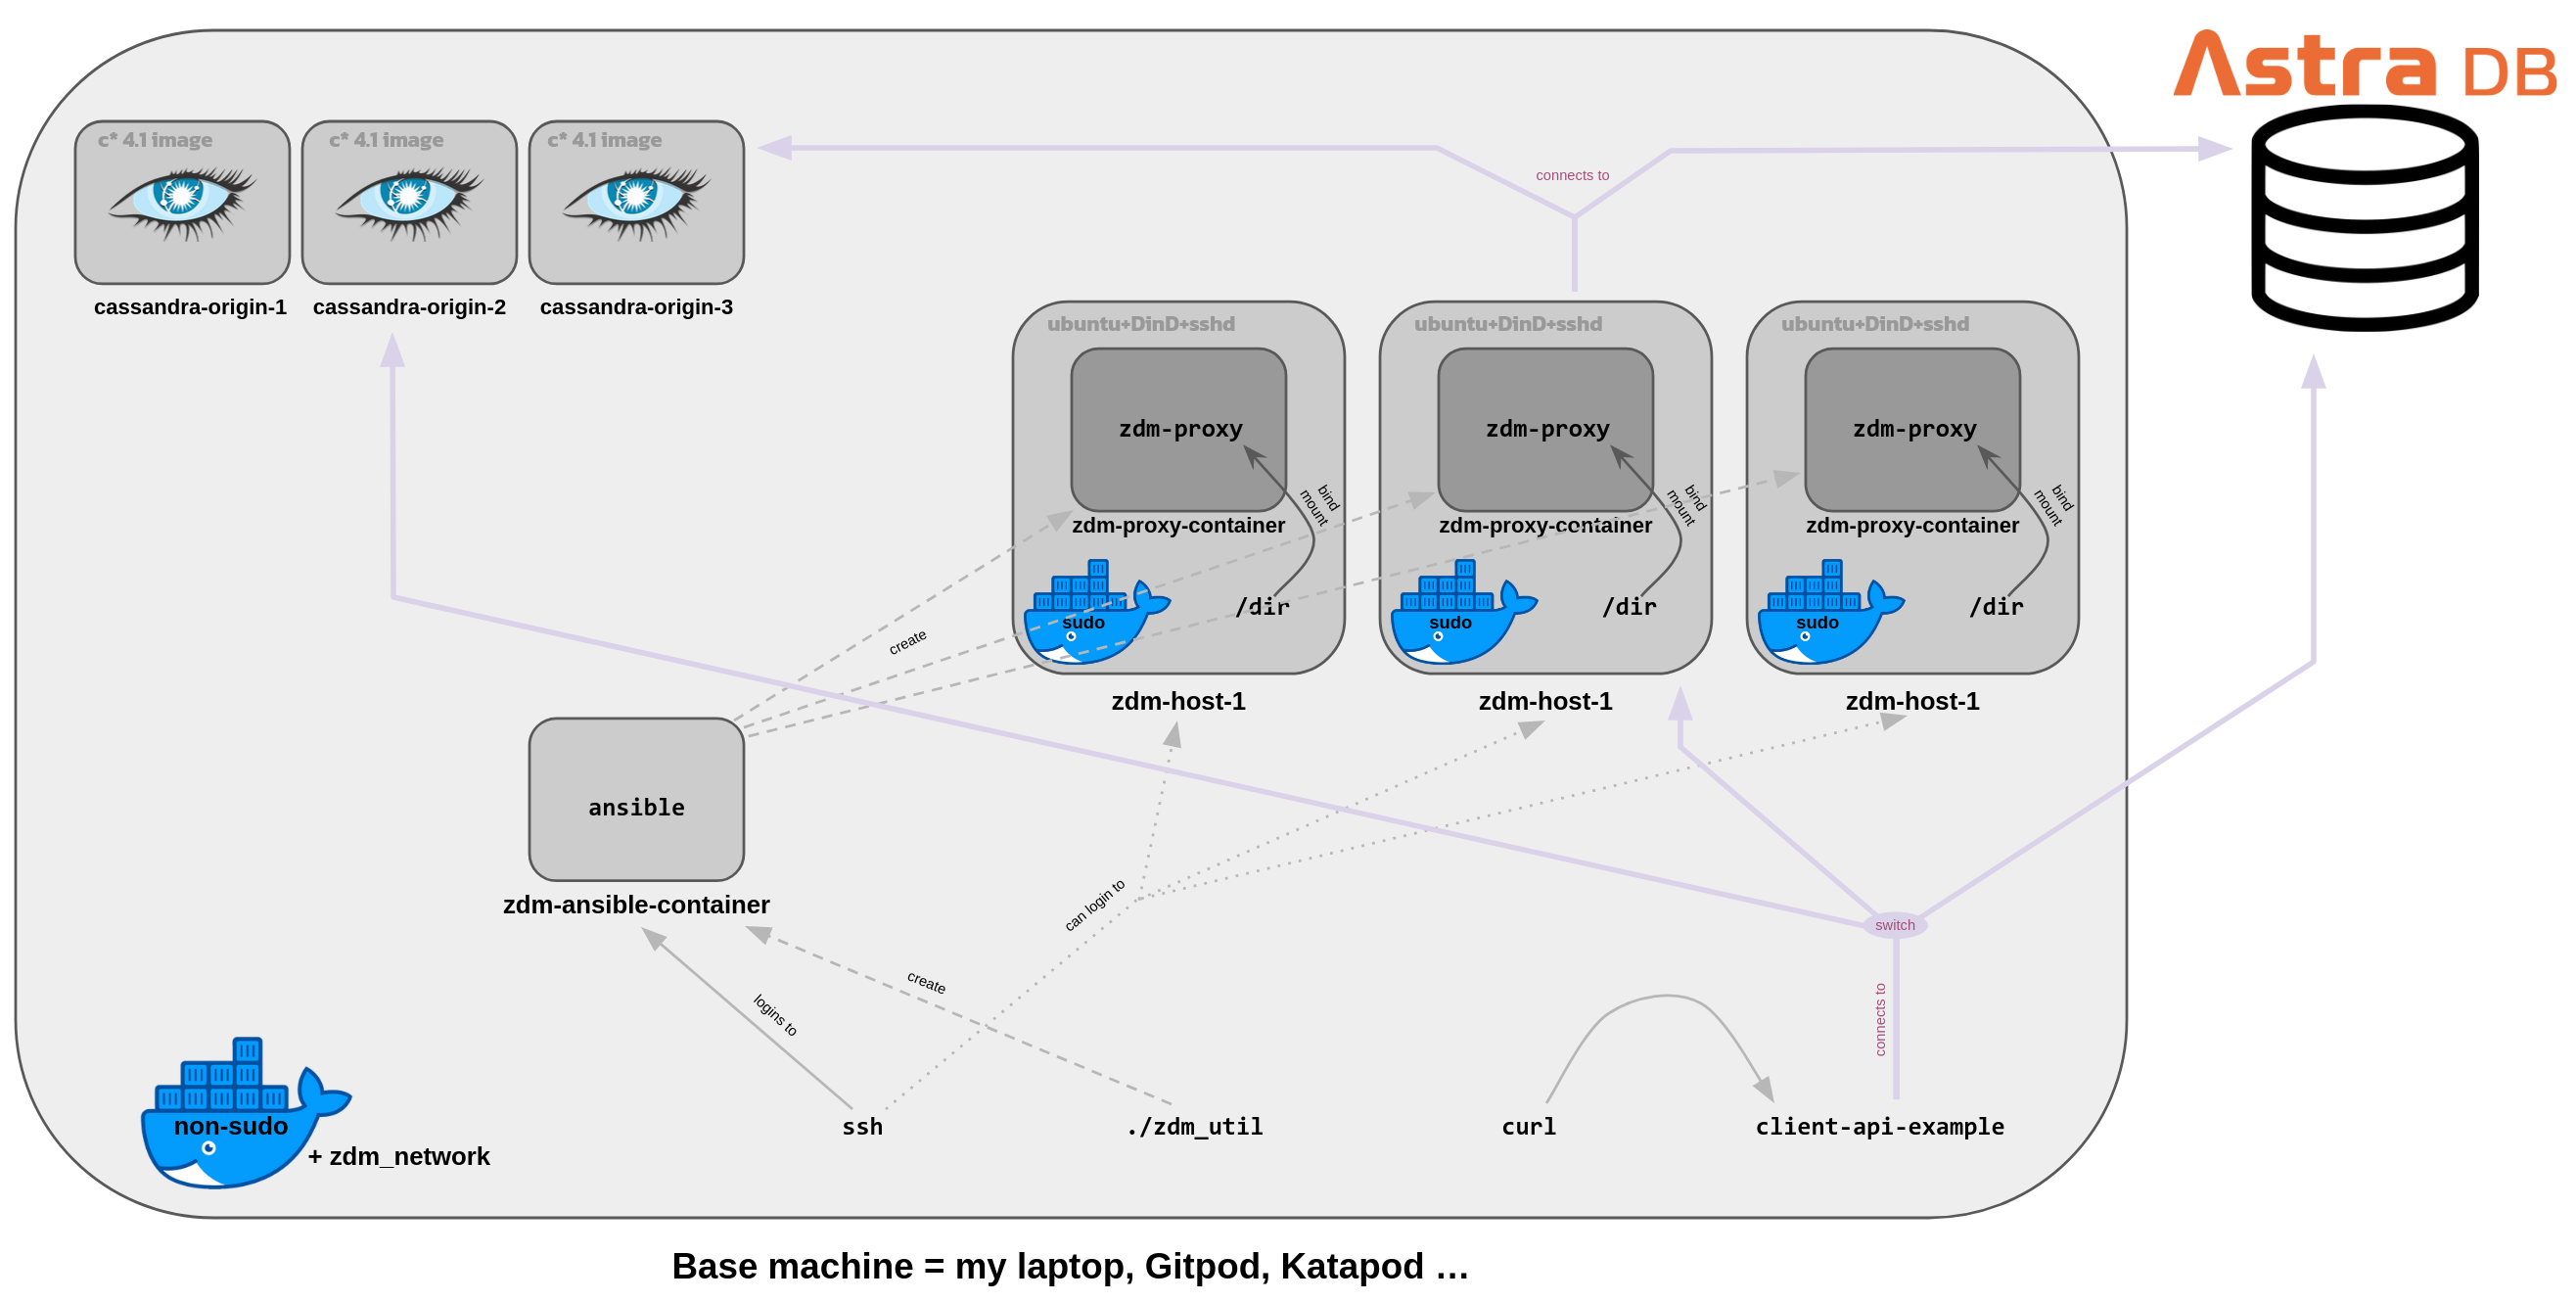 Astra DB
c* 4.1 image
c* 4.1 image
c* 4.1 image
connects to
cassandra-origin-1
cassandra-origin-2
cassandra-origin-3
ubuntu+DinD+sshd
ubuntu+DinD+sshd
ubuntu+DinD+sshd
zdm-proxy
zdm-proxy
zdm-proxy
bind
mount
bind
mount
bind
mount
zdm-proxy-container
zdm-proxy-container
zdm-proxy-container
sudo
/dir
sudo
/dir
sudo
/dir
create
zdm-host-1
zdm-host-1
zdm-host-1
ansible
zdm-ansible-container
can login to
switch
create
logins to
connects to
non-sudo
+ zdm_network
ssh
./zdm_util
curl
client-api-example
Base machine = my laptop, Gitpod, Katapod …